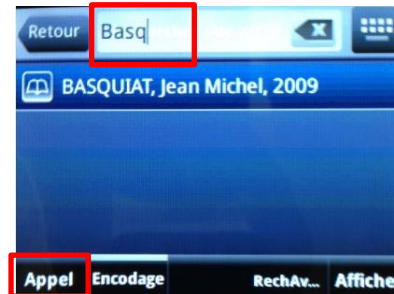 Retour Basq
BASQUIAT, Jean Michel, 2009
Appel Encodage RechAv... Affiche